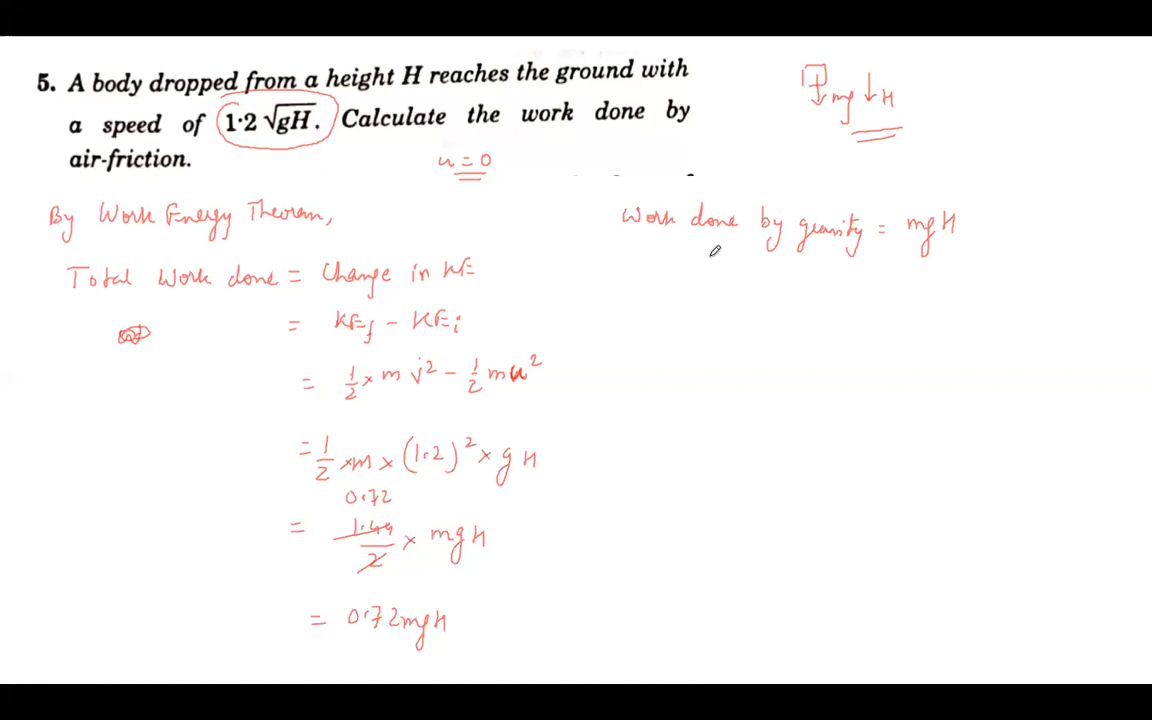 5. A body dropped from a height H reaches the ground with
a speed of 1·2 √gH. Calculate the work done by
air-friction.
mg H
u = 0
By Work Energy Theorem,
Work done by gravity = mgH
Total Work done = Change in KE
= KEf - KEi
= 1/2 × m v² - 1/2 mu²
= 1/2 × m × (1.2)² × gH
0.72
= 1.44/2 × mgH
= 0.72mgH